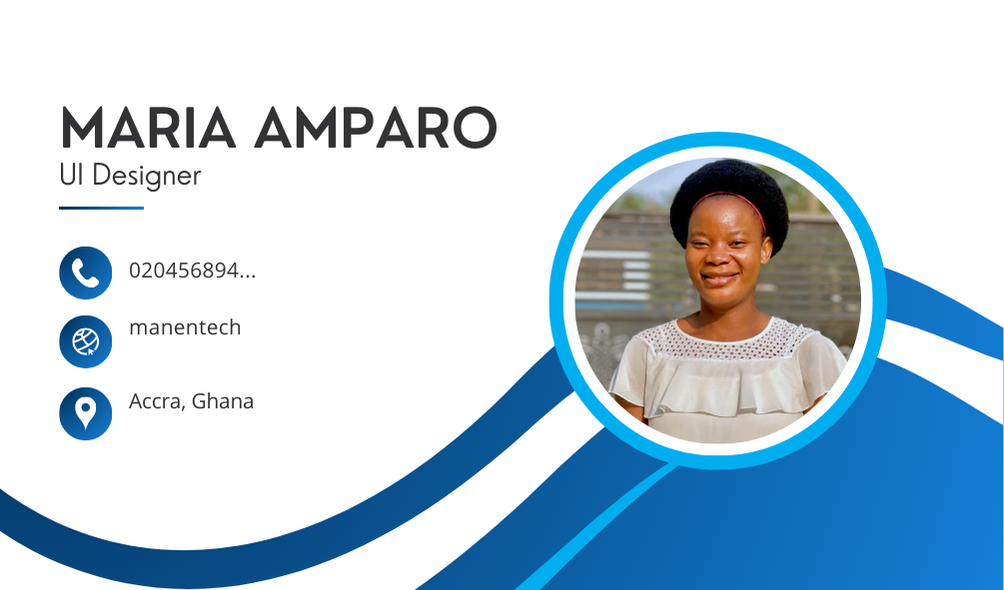 MARIA AMPARO
UI Designer
020456894...
manentech
Accra, Ghana